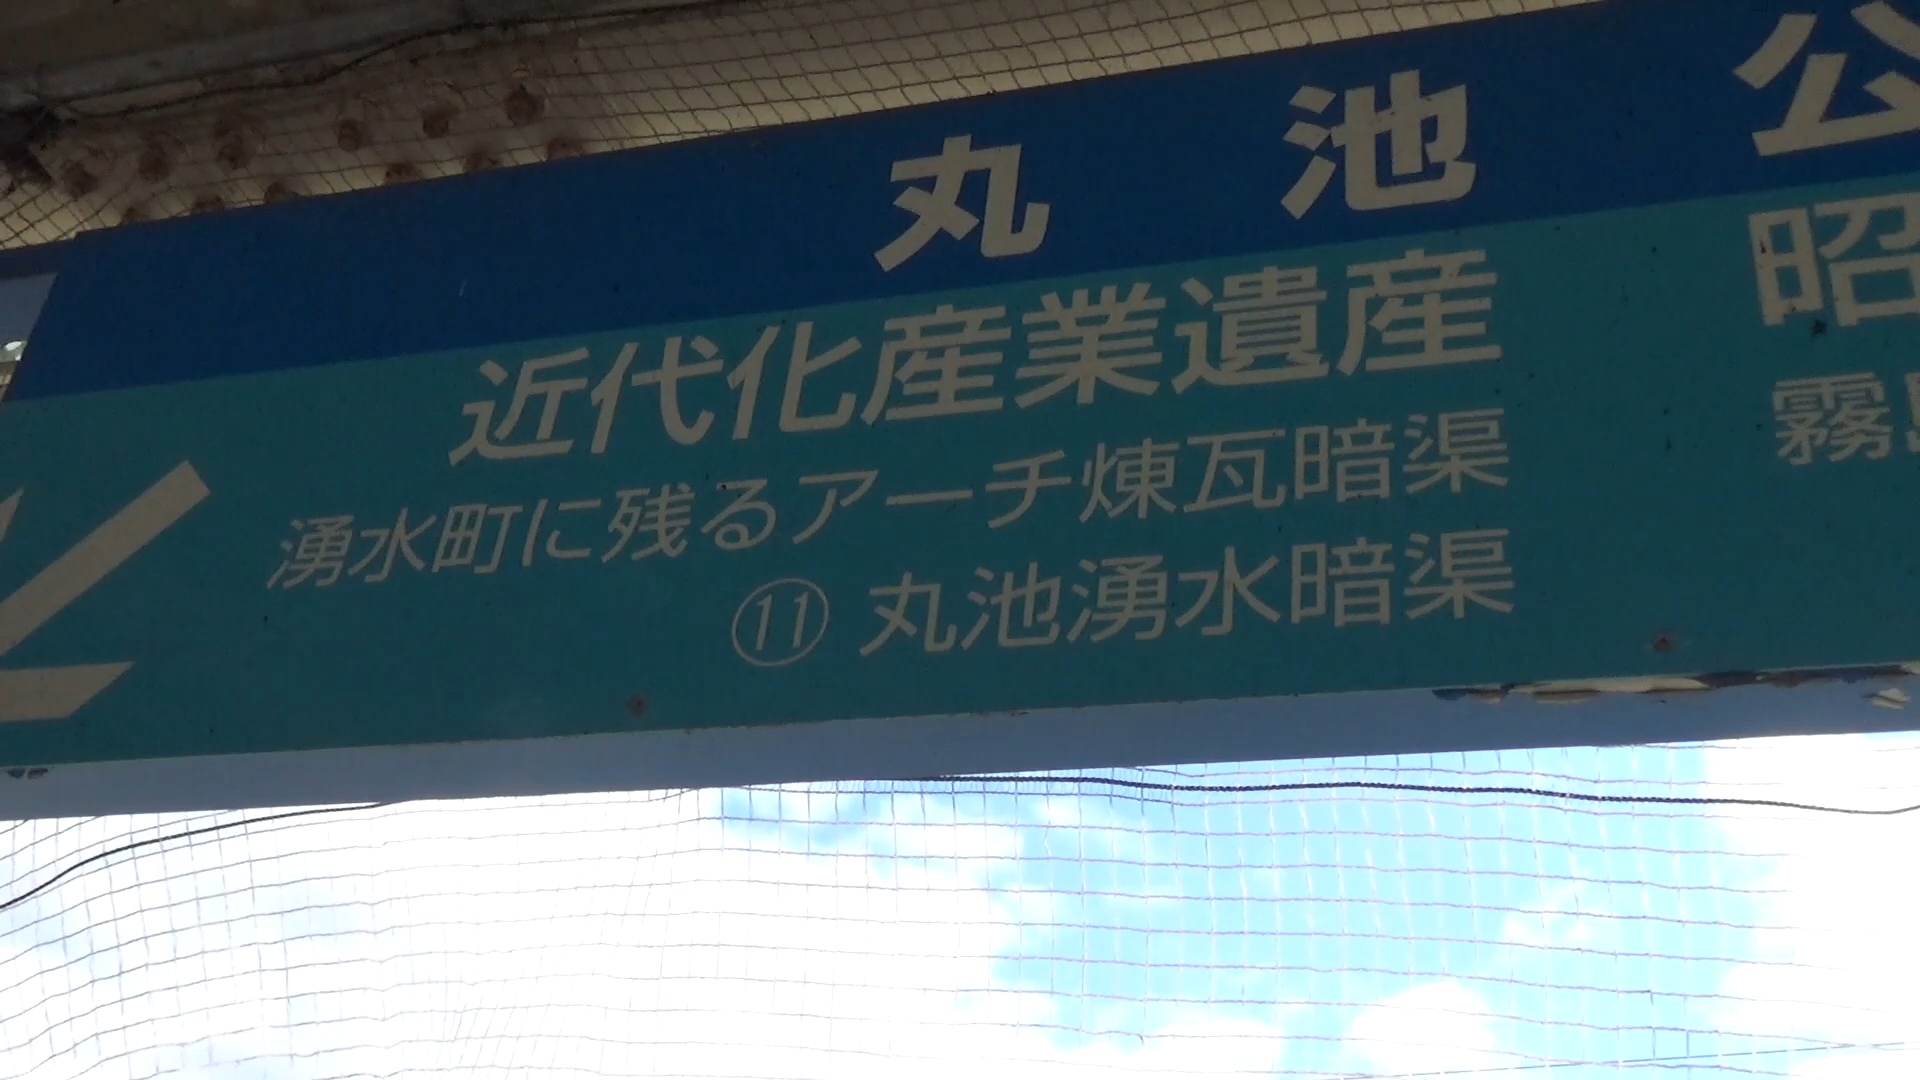 丸池公
近代化産業遺産
湧水町に残るアーチ煉瓦暗渠
⑪ 丸池湧水暗渠
昭
霧